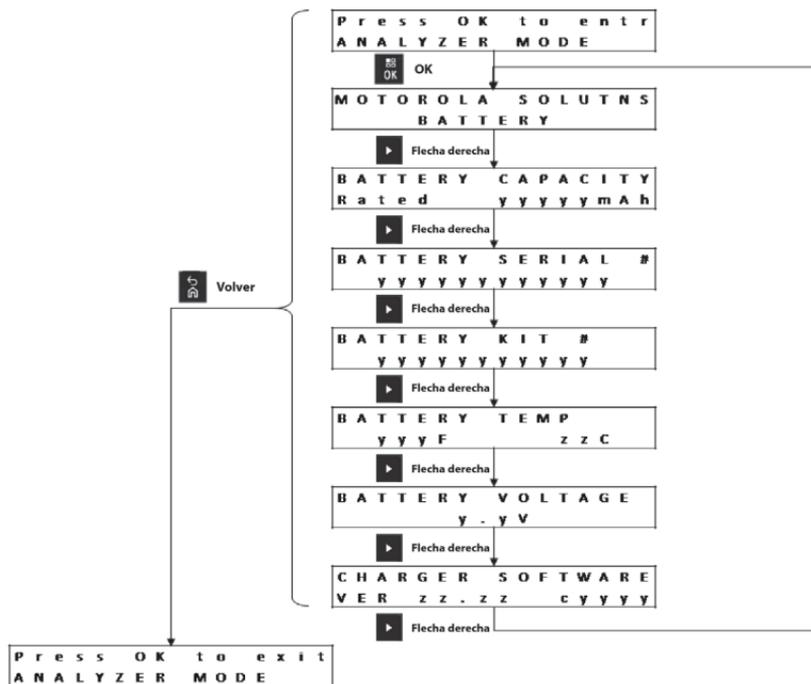 Press OK to entr
ANALYZER MODE
OK OK
MOTOROLA SOLUTNS
BATTERY
Flecha derecha
BATTERY CAPACITY
Rated yyyyymAh
Flecha derecha
BATTERY SERIAL #
yyyyyyyyyyyy
Volver
Flecha derecha
BATTERY KIT #
yyyyyyyyyyy
Flecha derecha
BATTERY TEMP
yyyF zzC
Flecha derecha
BATTERY VOLTAGE
y.yV
Flecha derecha
CHARGER SOFTWARE
VER zz.zz cyyyy
Flecha derecha
Press OK to exit
ANALYZER MODE